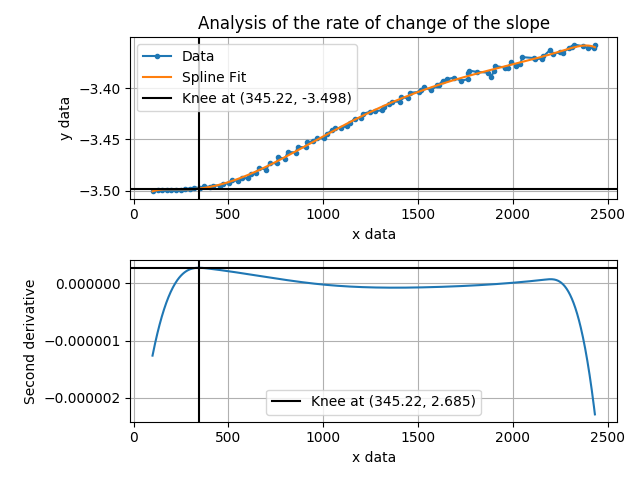 Analysis of the rate of change of the slope
Data
Spline Fit
Knee at (345.22, -3.498)
y data
−3.40
−3.45
−3.50
0 500 1000 1500 2000 2500
x data
Second derivative
0.000000
−0.000001
−0.000002
Knee at (345.22, 2.685)
0 500 1000 1500 2000 2500
x data